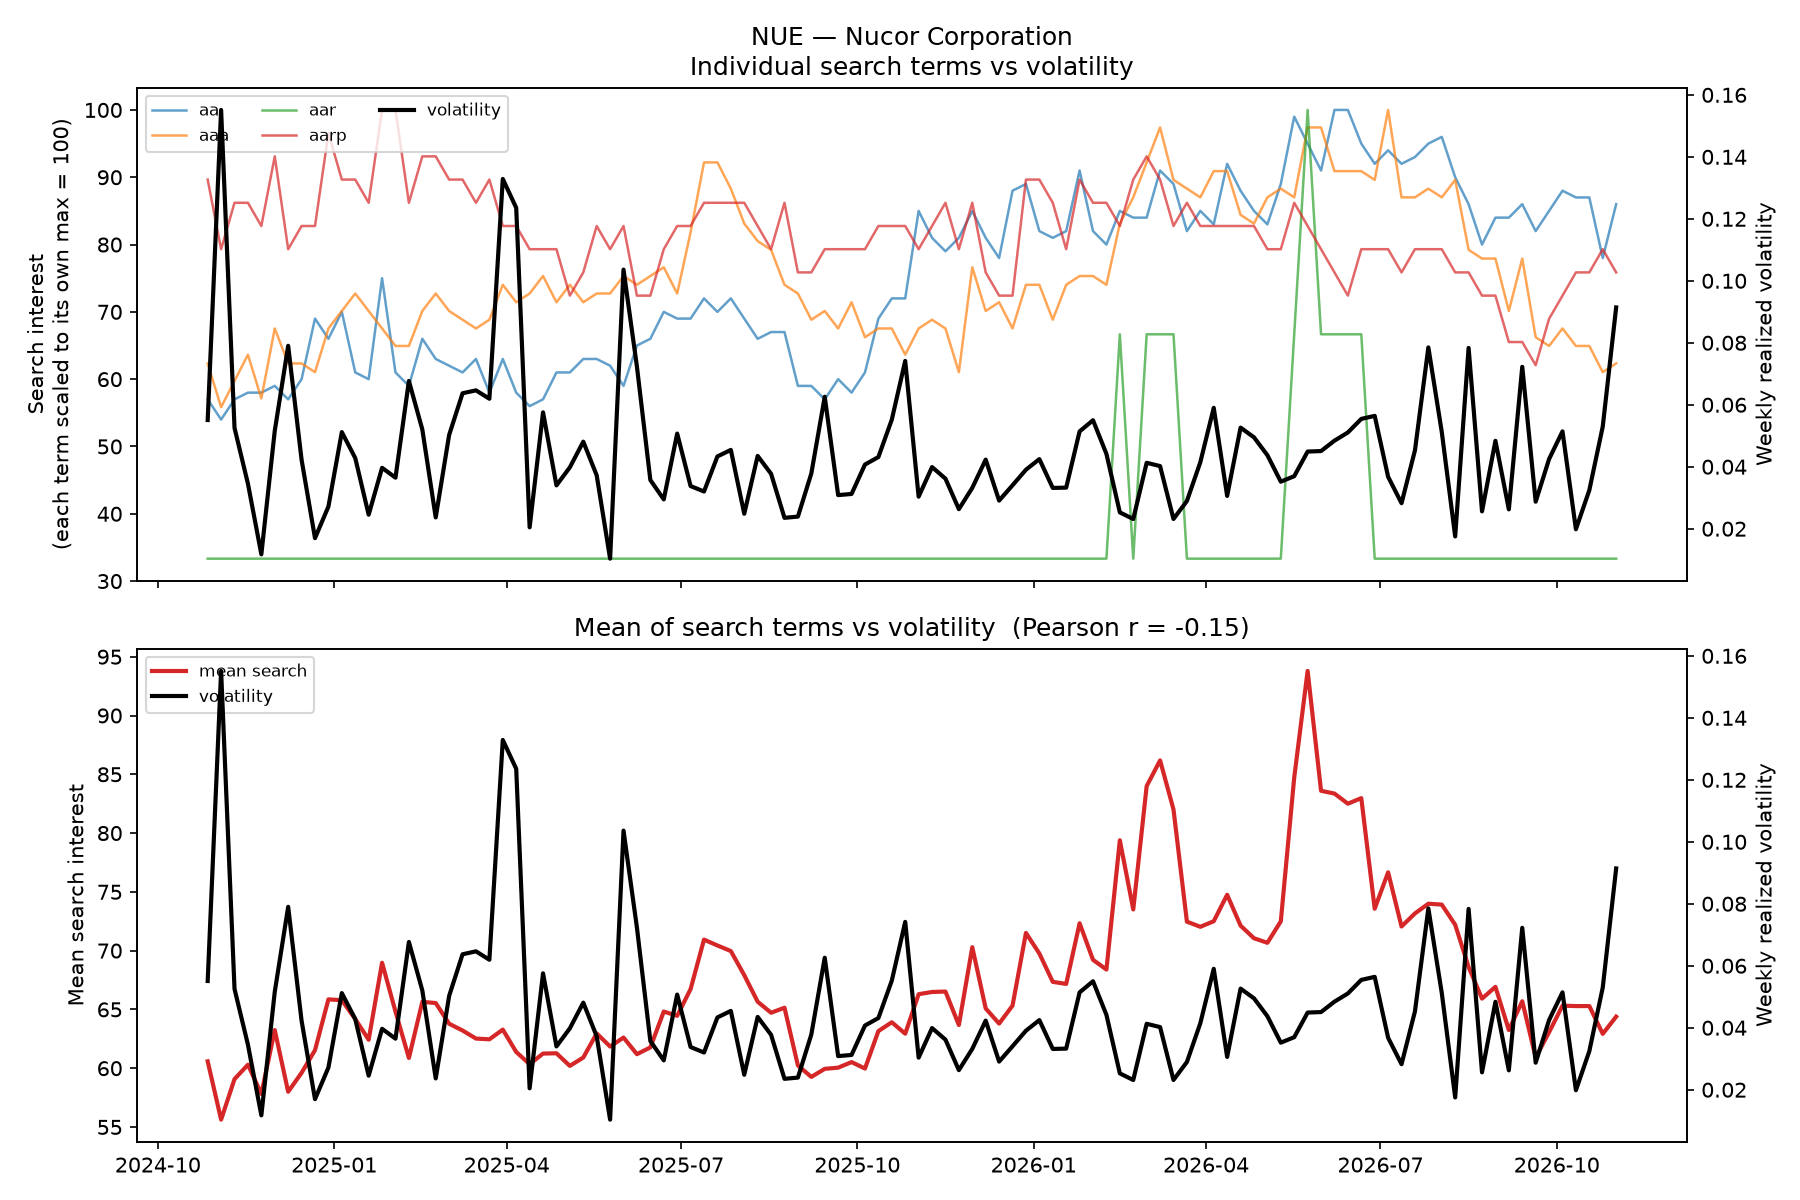 NUE — Nucor Corporation
Individual search terms vs volatility
aa
aaa
aar
aarp
volatility
Search interest
(each term scaled to its own max = 100)
100
90
80
70
60
50
40
30
0.16
0.14
0.12
0.10
0.08
0.06
0.04
0.02
Weekly realized volatility
Mean of search terms vs volatility (Pearson r = -0.15)
mean search
volatility
Mean search interest
95
90
85
80
75
70
65
60
55
0.16
0.14
0.12
0.10
0.08
0.06
0.04
0.02
Weekly realized volatility
2024-10 2025-01 2025-04 2025-07 2025-10 2026-01 2026-04 2026-07 2026-10